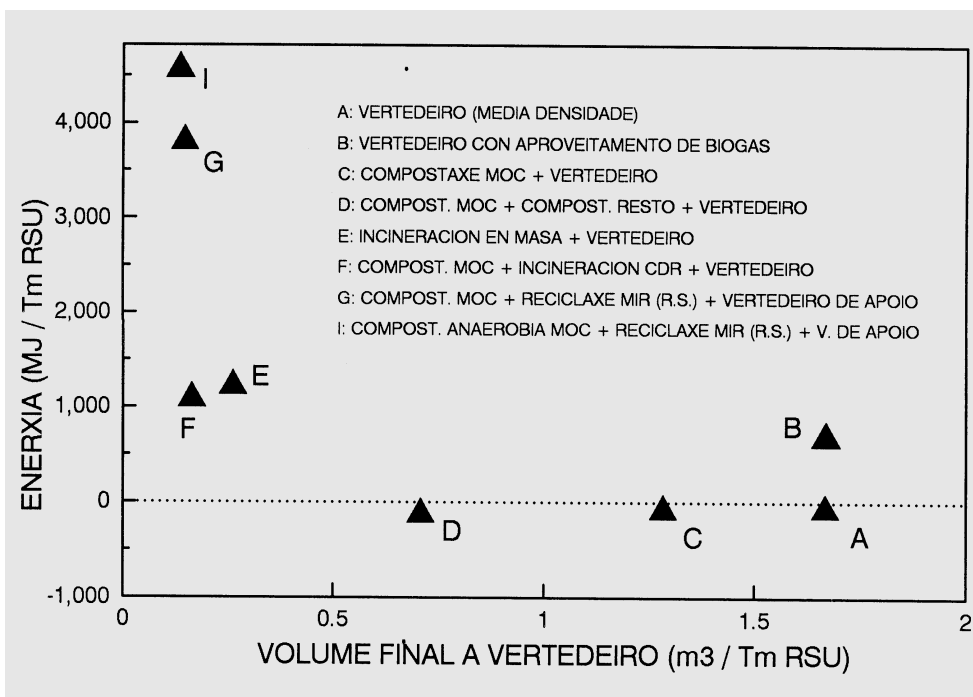 I
4,000
G
A: VERTEDEIRO (MEDIA DENSIDADE)
B: VERTEDEIRO CON APROVEITAMENTO DE BIOGAS
C: COMPOSTAXE MOC + VERTEDEIRO
D: COMPOST. MOC + COMPOST. RESTO + VERTEDEIRO
E: INCINERACION EN MASA + VERTEDEIRO
F: COMPOST. MOC + INCINERACION CDR + VERTEDEIRO
G: COMPOST. MOC + RECICLAXE MIR (R.S.) + VERTEDEIRO DE APOIO
I: COMPOST. ANAEROBIA MOC + RECICLAXE MIR (R.S.) + V. DE APOIO
ENERXIA (MJ / Tm RSU)
3,000
2,000
E
1,000
F
B
0
D
C
A
-1,000
0
0.5
1
1.5
2
VOLUME FINAL A VERTEDEIRO (m3 / Tm RSU)